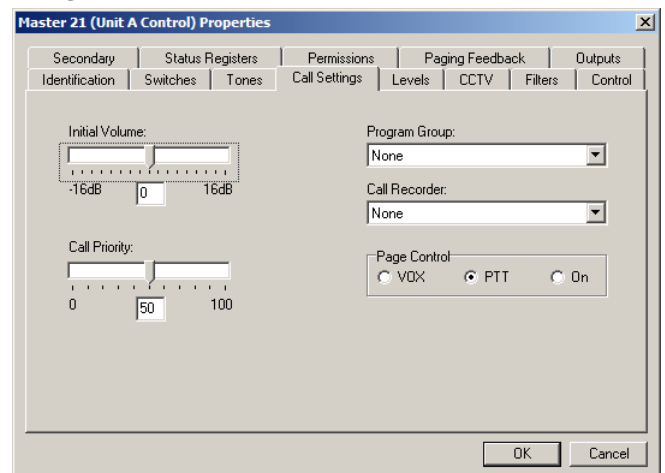 Master 21 (Unit A Control) Properties
Secondary Status Registers Permissions Paging Feedback Outputs
Identification Switches Tones Call Settings Levels CCTV Filters Control
Initial Volume:
-16dB 0 16dB
Call Priority:
0 50 100
Program Group:
None
Call Recorder:
None
Page Control
VOX PTT On
OK Cancel